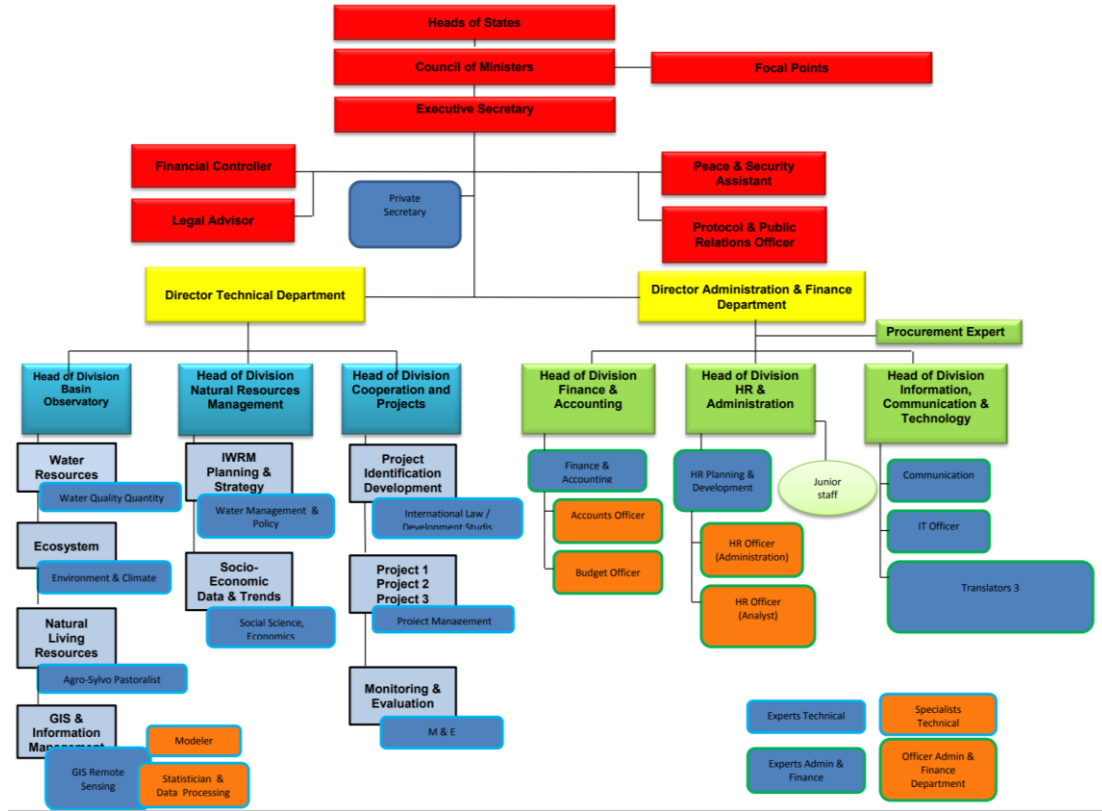 Heads of States
Council of Ministers
Focal Points
Executive Secretary
Financial Controller
Peace & Security
Assistant
Private
Secretary
Legal Advisor
Protocol & Public
Relations Officer
Director Technical Department
Director Administration & Finance
Department
Procurement Expert
Head of Division
Basin
Observatory
Head of Division
Natural Resources
Management
Head of Division
Cooperation and
Projects
Head of Division
Finance &
Accounting
Head of Division
HR &
Administration
Head of Division
Information,
Communication &
Technology
Water
Resources
Water Quality Quantity
Ecosystem
Environment & Climate
Natural
Living
Resources
Agro-Sylvo Pastoralist
GIS &
Information
Management
GIS Remote
Sensing
Modeler
Statistician &
Data Processing
IWRM
Planning &
Strategy
Water Management &
Policy
Socio-
Economic
Data & Trends
Social Science,
Economics
Project
Identification
Development
International Law /
Development Studis
Project 1
Project 2
Project 3
Project Management
Monitoring &
Evaluation
M & E
Finance &
Accounting
Accounts Officer
Budget Officer
HR Planning &
Development
HR Officer
(Administration)
HR Officer
(Analyst)
Junior
staff
Communication
IT Officer
Translators 3
Experts Technical
Specialists
Technical
Experts Admin &
Finance
Officer Admin &
Finance
Department